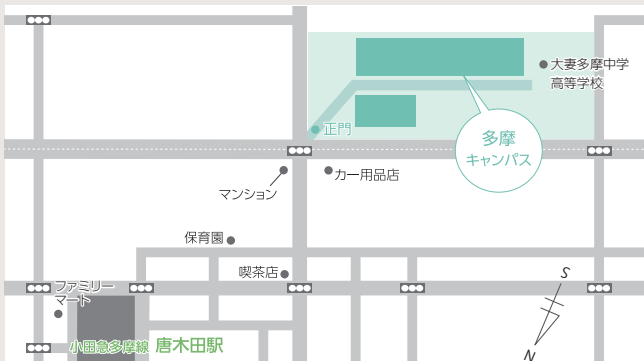 大妻多摩中学
高等学校
正門
多摩
キャンパス
マンション
カー用品店
保育園
喫茶店
ファミリー
マート
小田急多摩線 唐木田駅
S
N